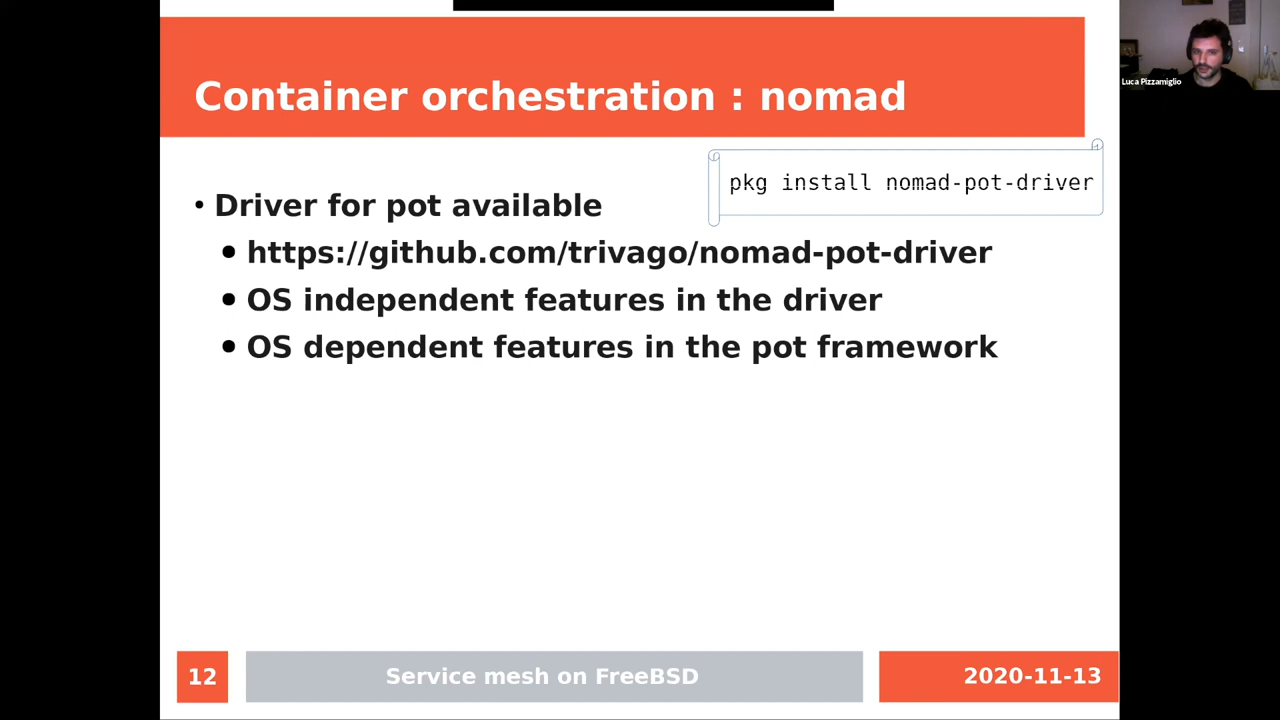 Container orchestration : nomad
Luca Pizzamiglio
pkg install nomad-pot-driver
• Driver for pot available
• https://github.com/trivago/nomad-pot-driver
• OS independent features in the driver
• OS dependent features in the pot framework
12
Service mesh on FreeBSD
2020-11-13